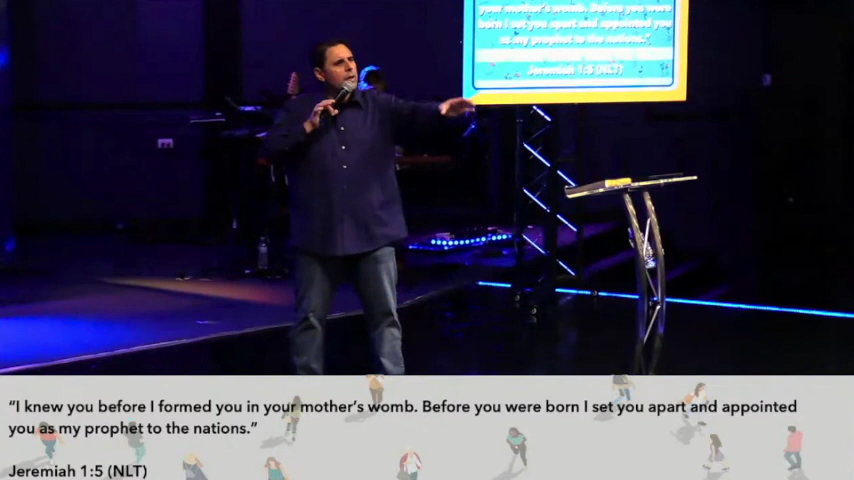 your mother's womb. Before you were
born I set you apart and appointed you
as my prophet to the nations."
Jeremiah 1:5 (NLT)
“I knew you before I formed you in your mother’s womb. Before you were born I set you apart and appointed
you as my prophet to the nations.”
Jeremiah 1:5 (NLT)